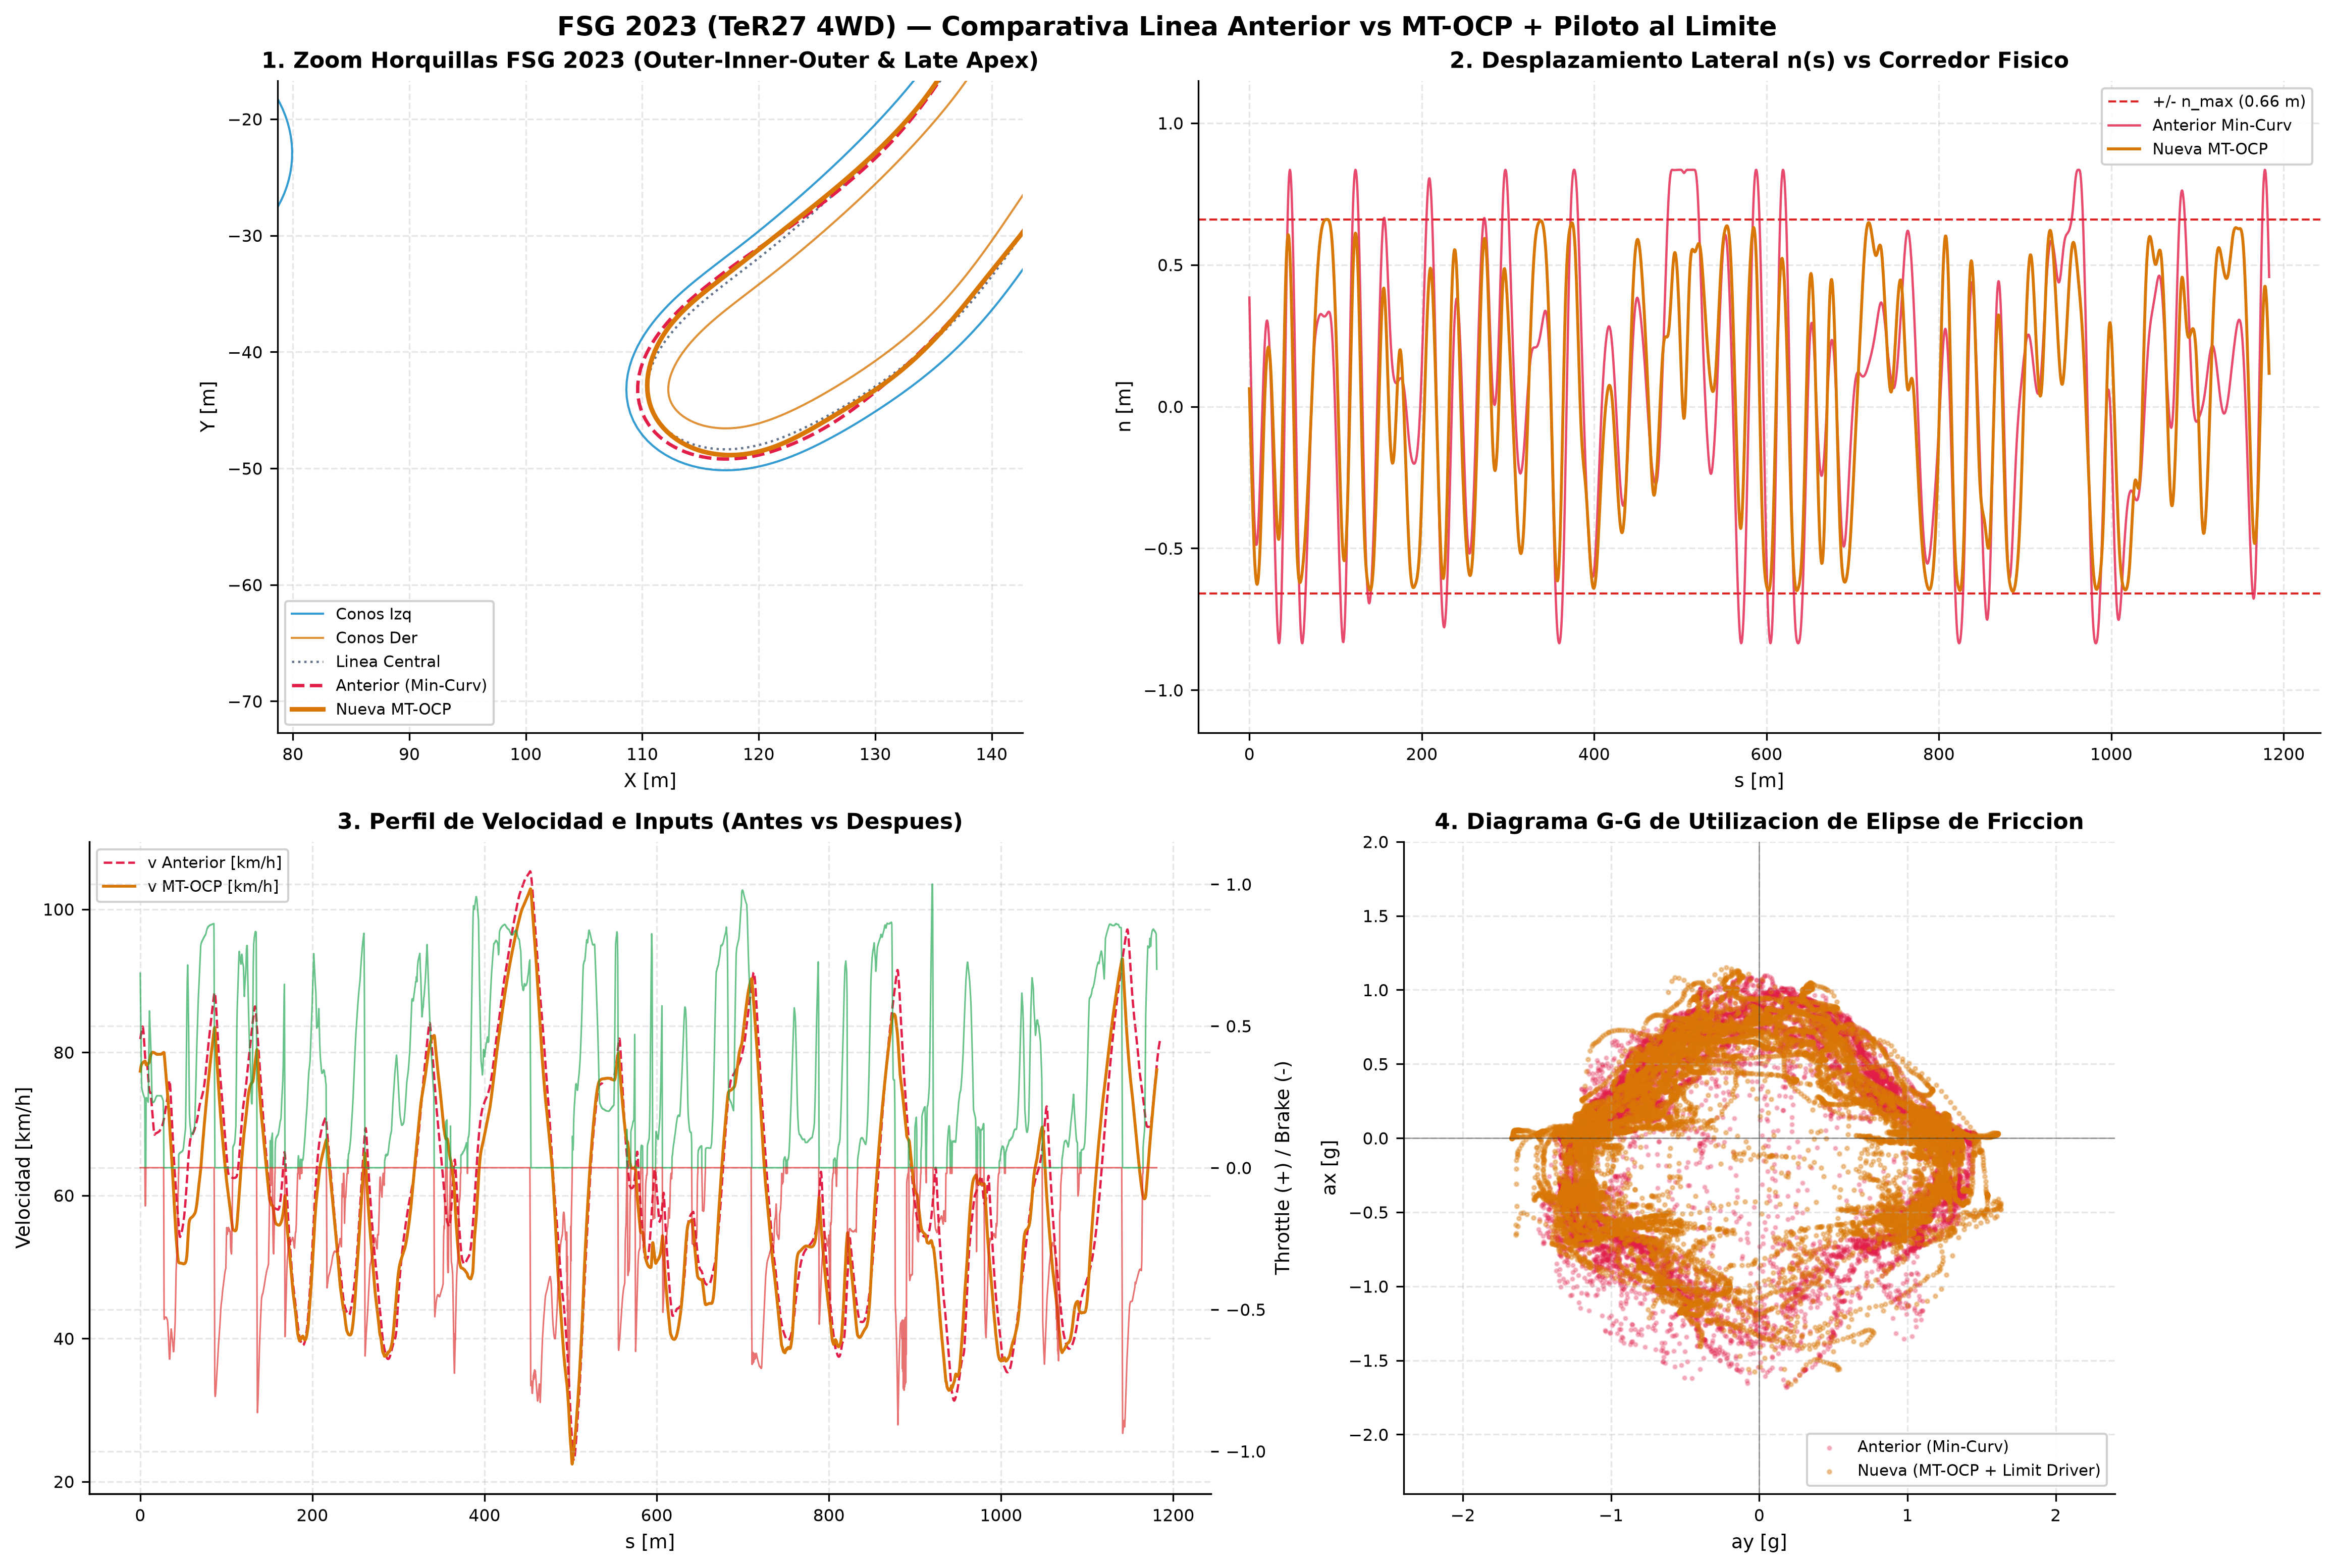 FSG 2023 (TeR27 4WD) — Comparativa Linea Anterior vs MT-OCP + Piloto al Limite
1. Zoom Horquillas FSG 2023 (Outer-Inner-Outer & Late Apex)
−20
−30
−40
−50
−60
−70
Y [m]
Conos Izq
Conos Der
Linea Central
Anterior (Min-Curv)
Nueva MT-OCP
80 90 100 110 120 130 140
X [m]
2. Desplazamiento Lateral n(s) vs Corredor Fisico
+/- n_max (0.66 m)
Anterior Min-Curv
Nueva MT-OCP
1.0
0.5
0.0
−0.5
−1.0
n [m]
0 200 400 600 800 1000 1200
s [m]
3. Perfil de Velocidad e Inputs (Antes vs Despues)
v Anterior [km/h]
v MT-OCP [km/h]
100
80
60
40
20
Velocidad [km/h]
1.0
0.5
0.0
−0.5
−1.0
Throttle (+) / Brake (-)
0 200 400 600 800 1000 1200
s [m]
4. Diagrama G-G de Utilizacion de Elipse de Friccion
2.0
1.5
1.0
0.5
0.0
−0.5
−1.0
−1.5
−2.0
ax [g]
Anterior (Min-Curv)
Nueva (MT-OCP + Limit Driver)
−2 −1 0 1 2
ay [g]